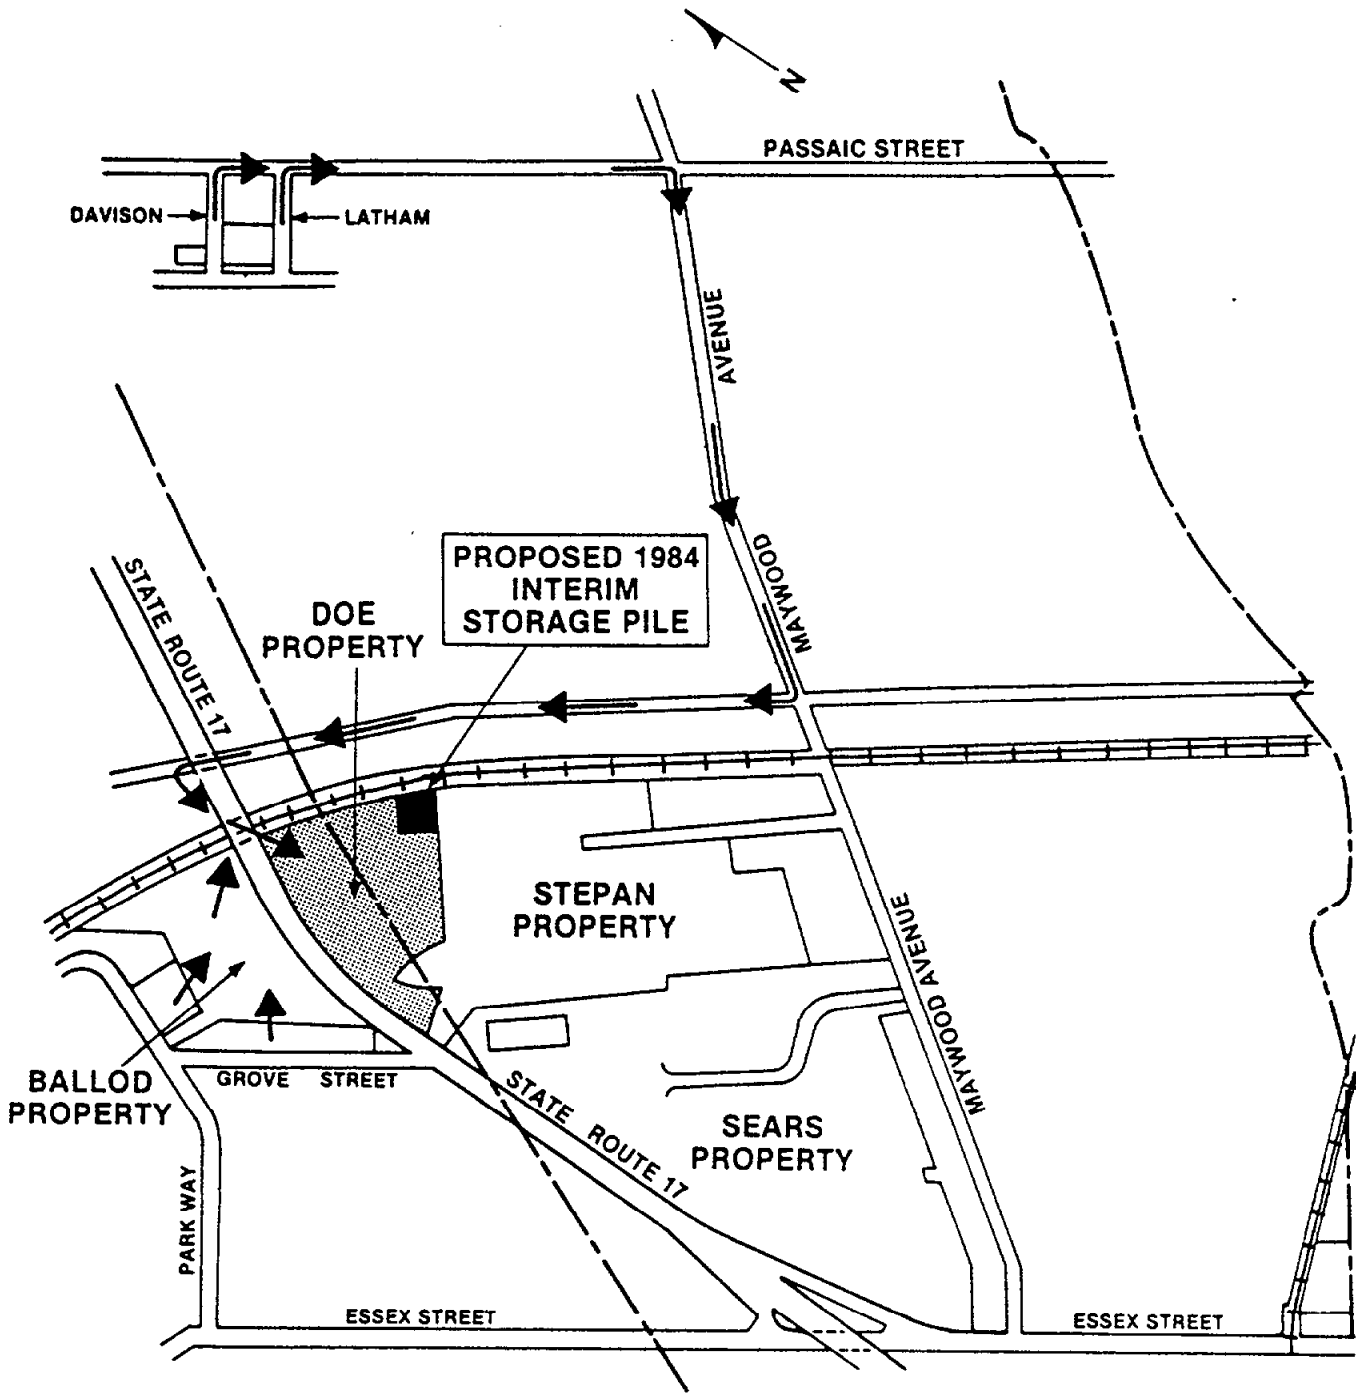 N
PASSAIC STREET
DAVISON
LATHAM
AVENUE
MAYWOOD
STATE ROUTE 17
PROPOSED 1984
INTERIM
STORAGE PILE
DOE
PROPERTY
STEPAN
PROPERTY
MAYWOOD AVENUE
BALLOD
PROPERTY
GROVE STREET
STATE ROUTE 17
SEARS
PROPERTY
PARK WAY
ESSEX STREET
ESSEX STREET